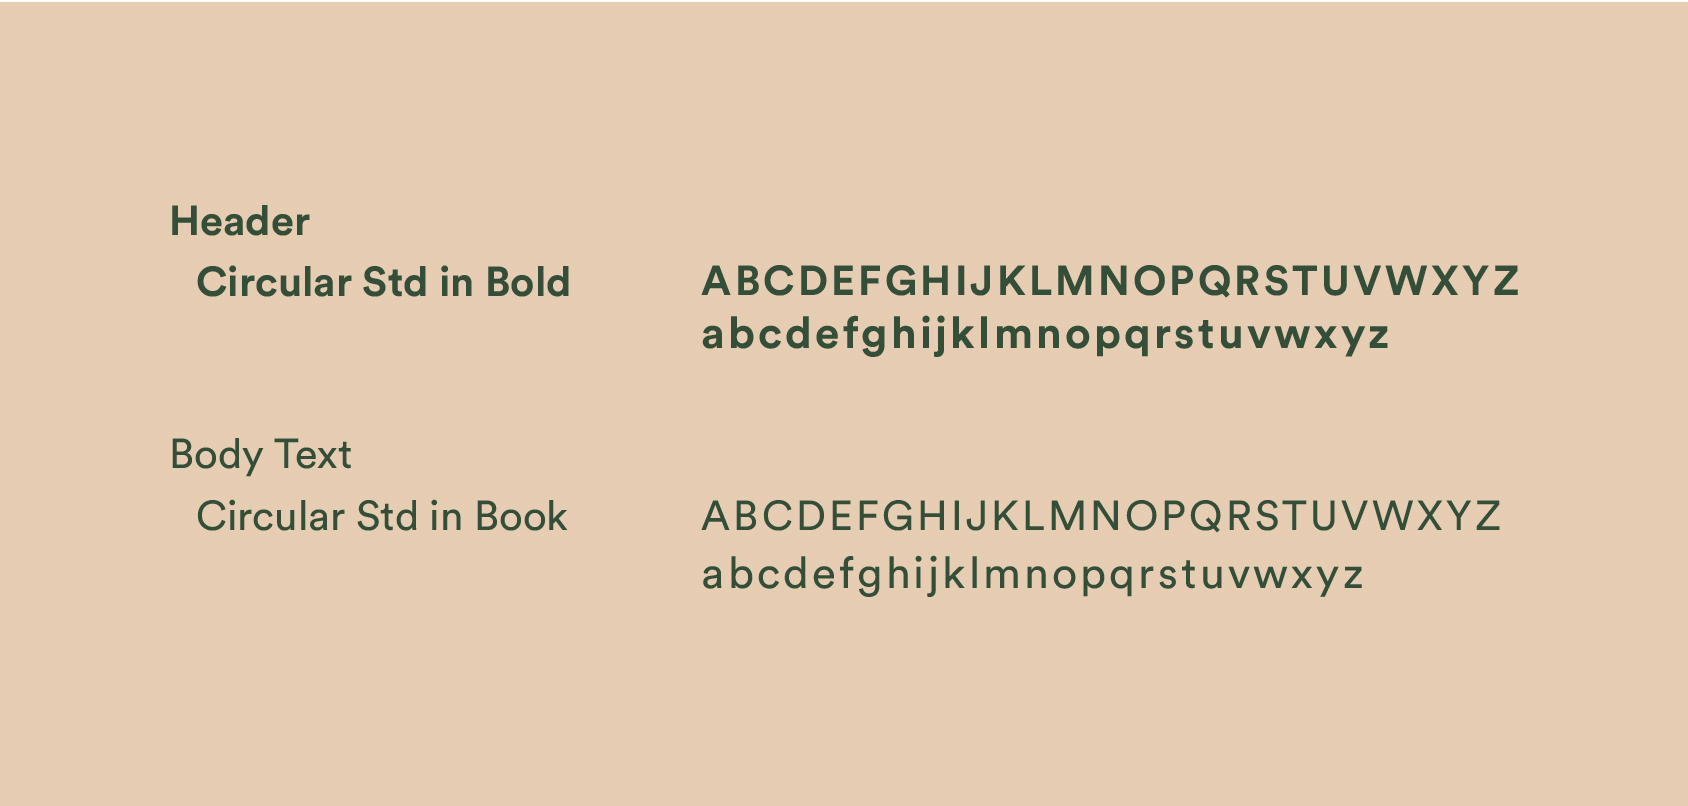 Header
Circular Std in Bold
ABCDEFGHIJKLMNOPQRSTUVWXYZ
abcdefghijklmnopqrstuvwxyz
Body Text
Circular Std in Book
ABCDEFGHIJKLMNOPQRSTUVWXYZ
abcdefghijklmnopqrstuvwxyz